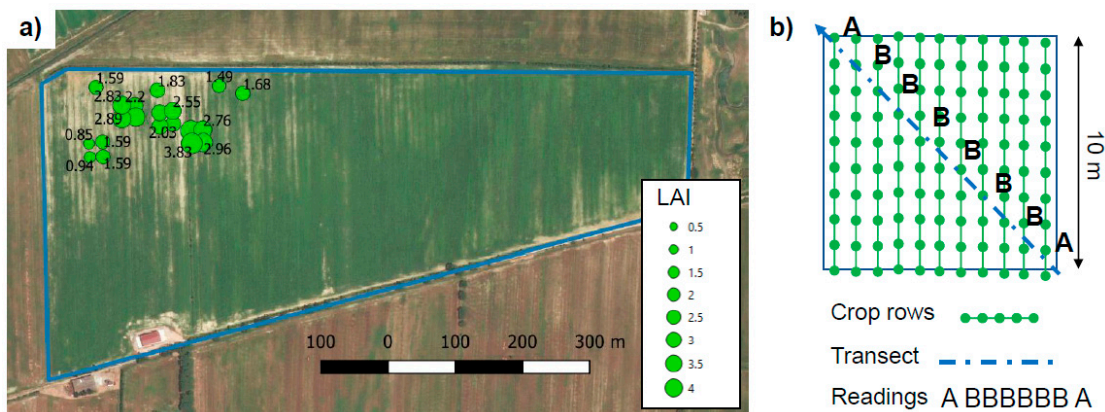 a)
1.59
1.83
1.49
1.68
2.83 2.2
2.55
2.89
2.03
2.76
0.85
1.59
3.83
2.96
0.94
1.59
LAI
0.5
1
1.5
2
2.5
3
3.5
4
100 0 100 200 300 m
b)
A
B
B
B
B
B
B
A
10 m
Crop rows
Transect
Readings A BBBBBB A